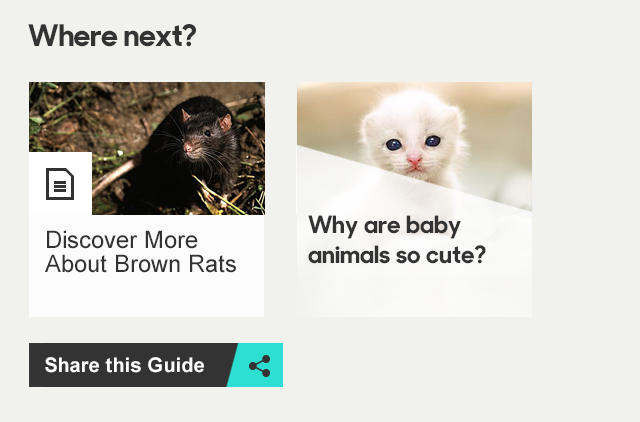 Where next?
Discover More
About Brown Rats
Why are baby
animals so cute?
Share this Guide